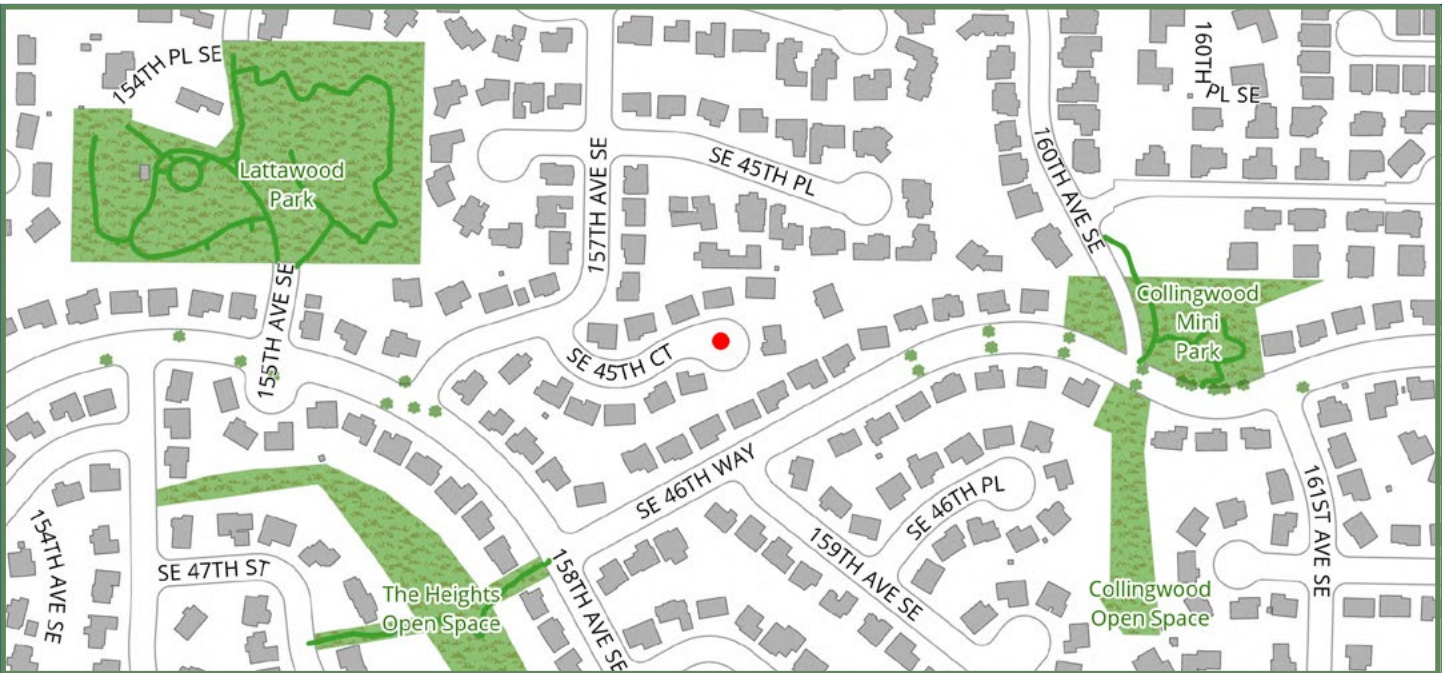 154TH PL SE
160TH
PL SE
Lattawood
Park
157TH AVE SE
SE 45TH PL
160TH AVE SE
155TH AVE SE
SE 45TH CT
Collingwood
Mini
Park
SE 46TH WAY
SE 46TH PL
159TH AVE SE
161ST AVE SE
154TH AVE SE
SE 47TH ST
The Heights
Open Space
158TH AVE SE
Collingwood
Open Space